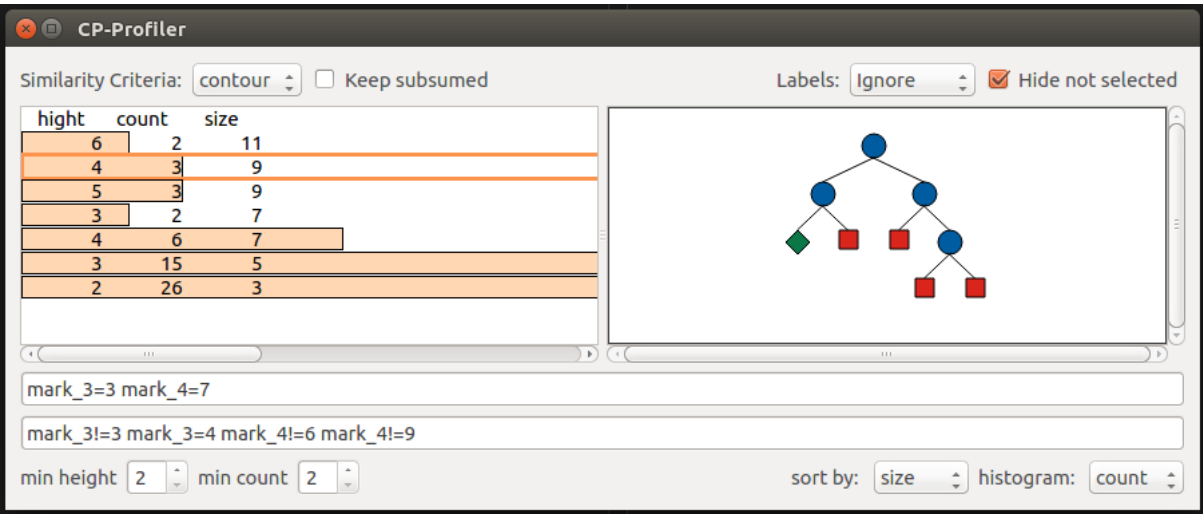 CP-Profiler
Similarity Criteria: contour Keep subsumed Labels: Ignore Hide not selected
hight count size
6 2 11
4 3 9
5 3 9
3 2 7
4 6 7
3 15 5
2 26 3
mark_3=3 mark_4=7
mark_3!=3 mark_3=4 mark_4!=6 mark_4!=9
min height 2 min count 2 sort by: size histogram: count